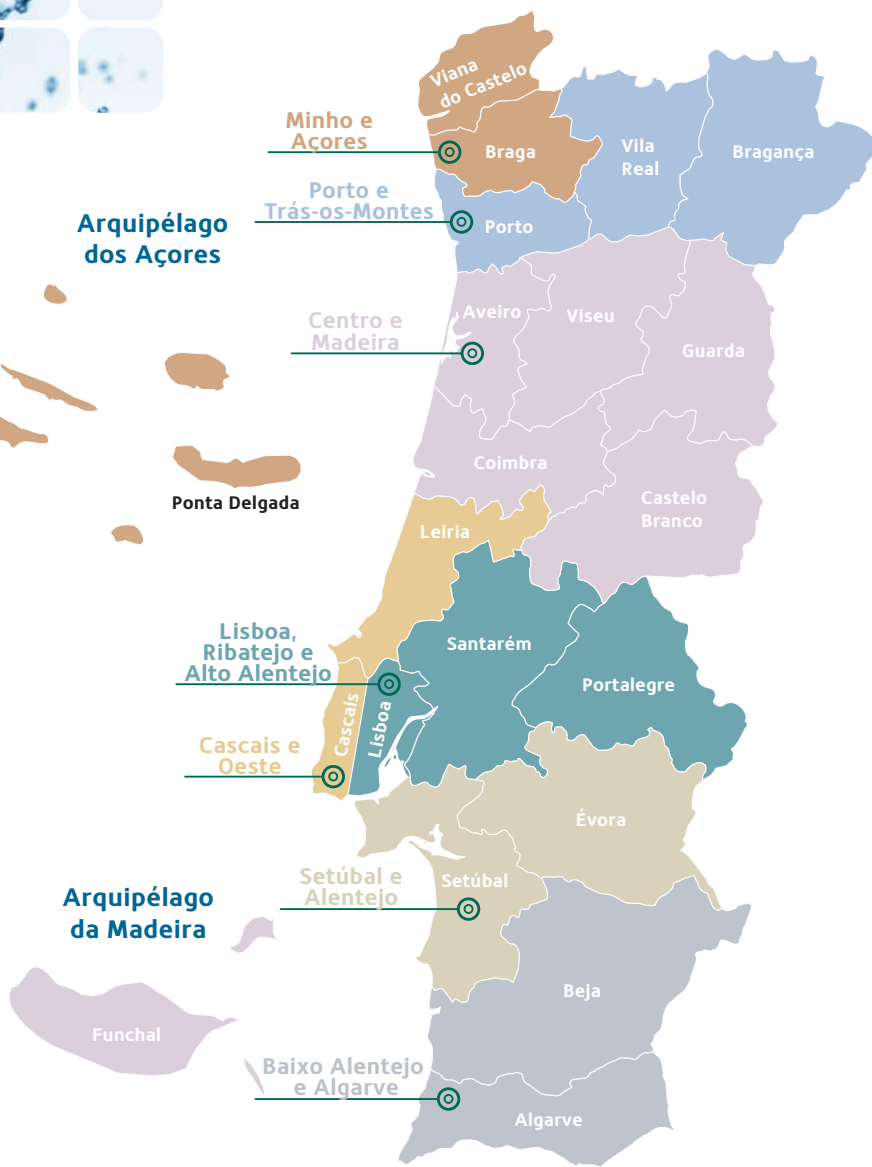 Viana
do Castelo
Minho e
Açores
Braga
Vila
Real
Bragança
Porto e
Trás-os-Montes
Porto
Arquipélago
dos Açores
Aveiro
Viseu
Centro e
Madeira
Guarda
Coimbra
Castelo
Branco
Ponta Delgada
Leiria
Lisboa,
Ribatejo e
Alto Alentejo
Santarém
Portalegre
Cascais
Lisboa
Cascais e
Oeste
Évora
Setúbal e
Alentejo
Setúbal
Arquipélago
da Madeira
Beja
Funchal
Baixo Alentejo
e Algarve
Algarve